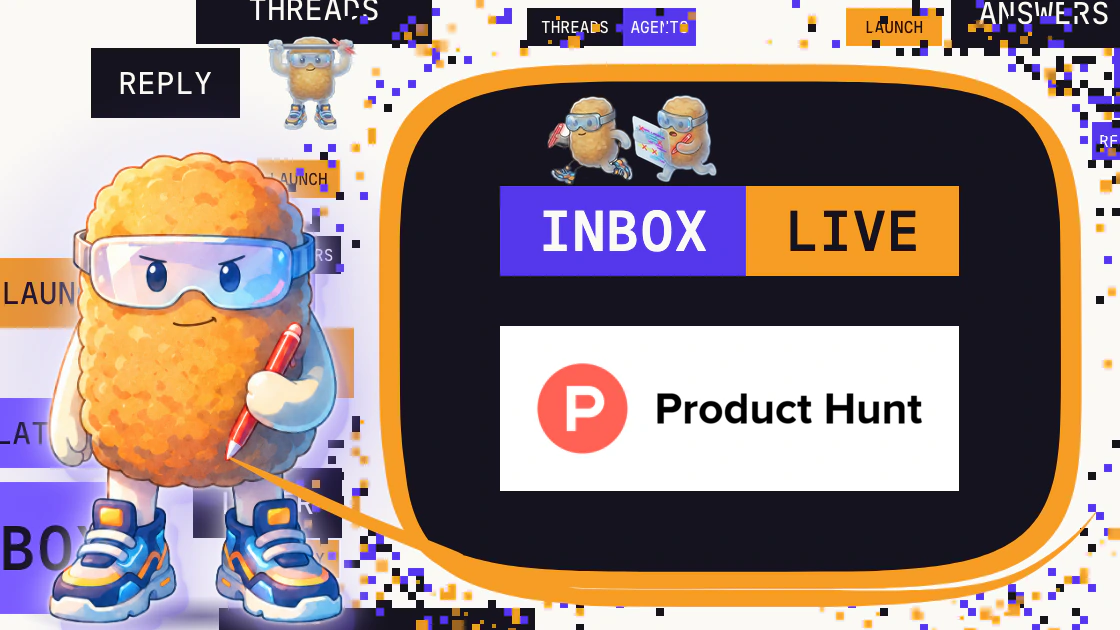 THREADS
THREADS AGENTS
LAUNCH
ANSWERS
REPLY
LAUNCH
INBOX LIVE
P Product Hunt